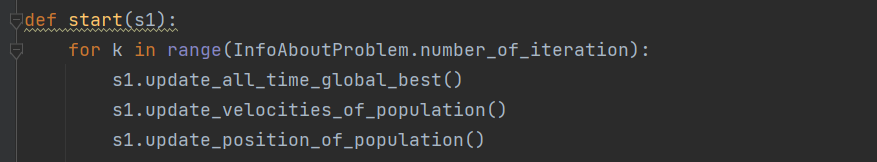 def start(s1):
    for k in range(InfoAboutProblem.number_of_iteration):
        s1.update_all_time_global_best()
        s1.update_velocities_of_population()
        s1.update_position_of_population()